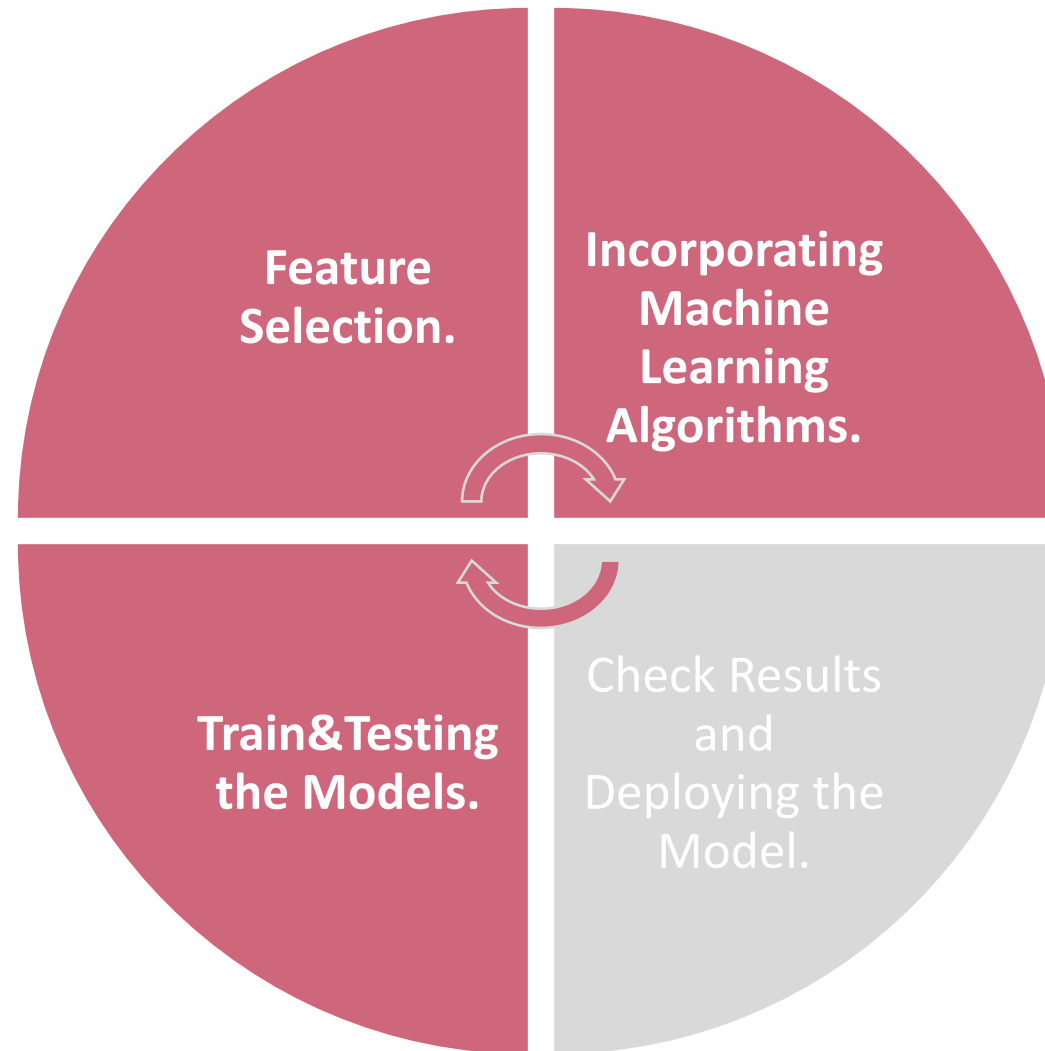 Feature
Selection.
Incorporating
Machine
Learning
Algorithms.
Train&Testing
the Models.
Check Results
and
Deploying the
Model.